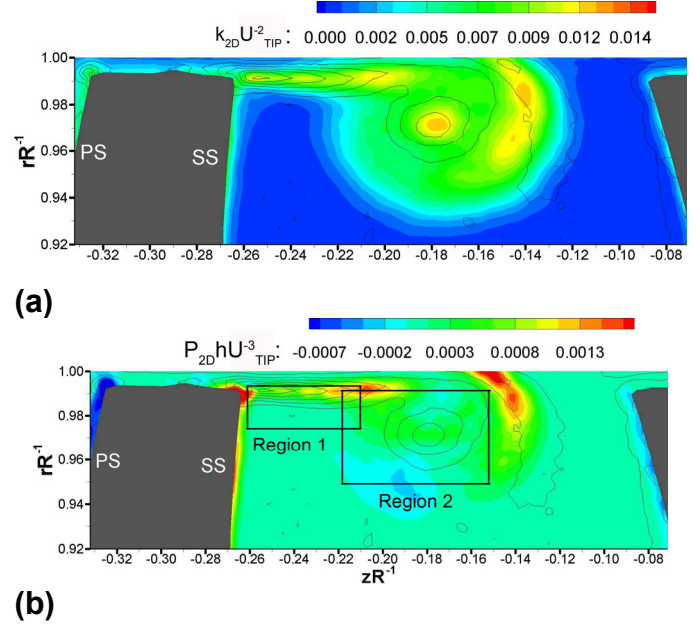 k2DU-2TIP: 0.000 0.002 0.005 0.007 0.009 0.012 0.014
rR-1
1.00
0.98
0.96
0.94
0.92
PS
SS
-0.32 -0.30 -0.28 -0.26 -0.24 -0.22 -0.20 -0.18 -0.16 -0.14 -0.12 -0.10 -0.08
(a)
P2DhU-3TIP: -0.0007 -0.0002 0.0003 0.0008 0.0013
rR-1
1.00
0.98
0.96
0.94
0.92
PS
SS
Region 1
Region 2
-0.32 -0.30 -0.28 -0.26 -0.24 -0.22 -0.20 -0.18 -0.16 -0.14 -0.12 -0.10 -0.08
zR-1
(b)